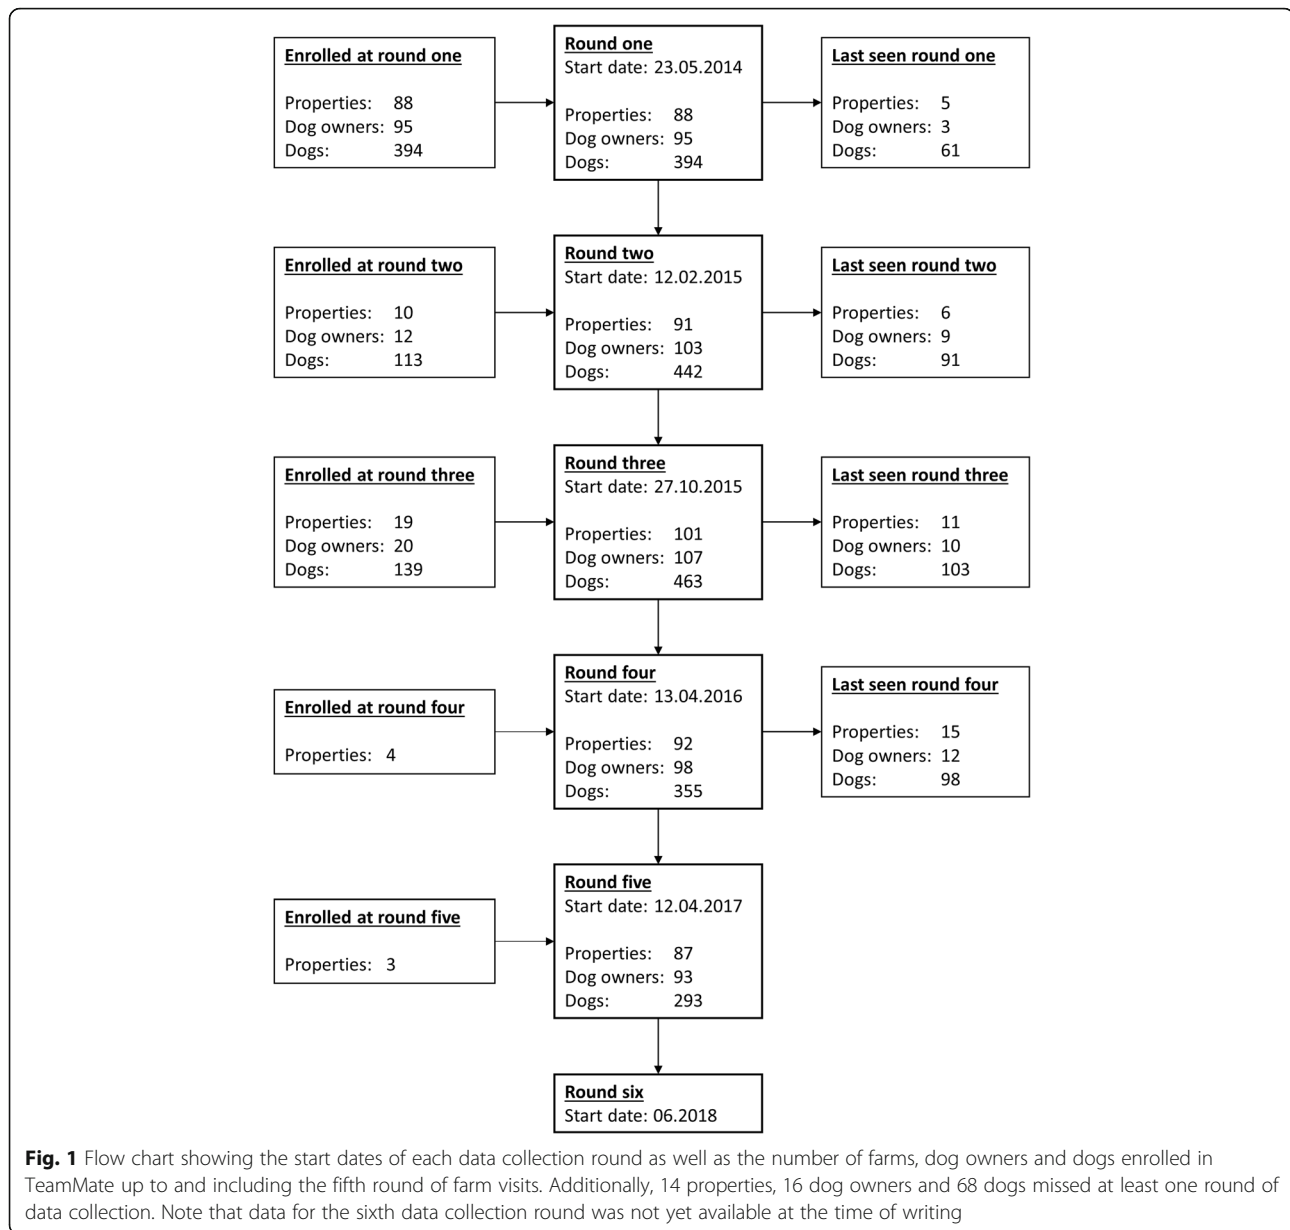 Enrolled at round one
Properties: 88
Dog owners: 95
Dogs: 394
Round one
Start date: 23.05.2014
Properties: 88
Dog owners: 95
Dogs: 394
Last seen round one
Properties: 5
Dog owners: 3
Dogs: 61
Enrolled at round two
Properties: 10
Dog owners: 12
Dogs: 113
Round two
Start date: 12.02.2015
Properties: 91
Dog owners: 103
Dogs: 442
Last seen round two
Properties: 6
Dog owners: 9
Dogs: 91
Enrolled at round three
Properties: 19
Dog owners: 20
Dogs: 139
Round three
Start date: 27.10.2015
Properties: 101
Dog owners: 107
Dogs: 463
Last seen round three
Properties: 11
Dog owners: 10
Dogs: 103
Enrolled at round four
Properties: 4
Round four
Start date: 13.04.2016
Properties: 92
Dog owners: 98
Dogs: 355
Last seen round four
Properties: 15
Dog owners: 12
Dogs: 98
Enrolled at round five
Properties: 3
Round five
Start date: 12.04.2017
Properties: 87
Dog owners: 93
Dogs: 293
Round six
Start date: 06.2018
Fig. 1 Flow chart showing the start dates of each data collection round as well as the number of farms, dog owners and dogs enrolled in
TeamMate up to and including the fifth round of farm visits. Additionally, 14 properties, 16 dog owners and 68 dogs missed at least one round of
data collection. Note that data for the sixth data collection round was not yet available at the time of writing